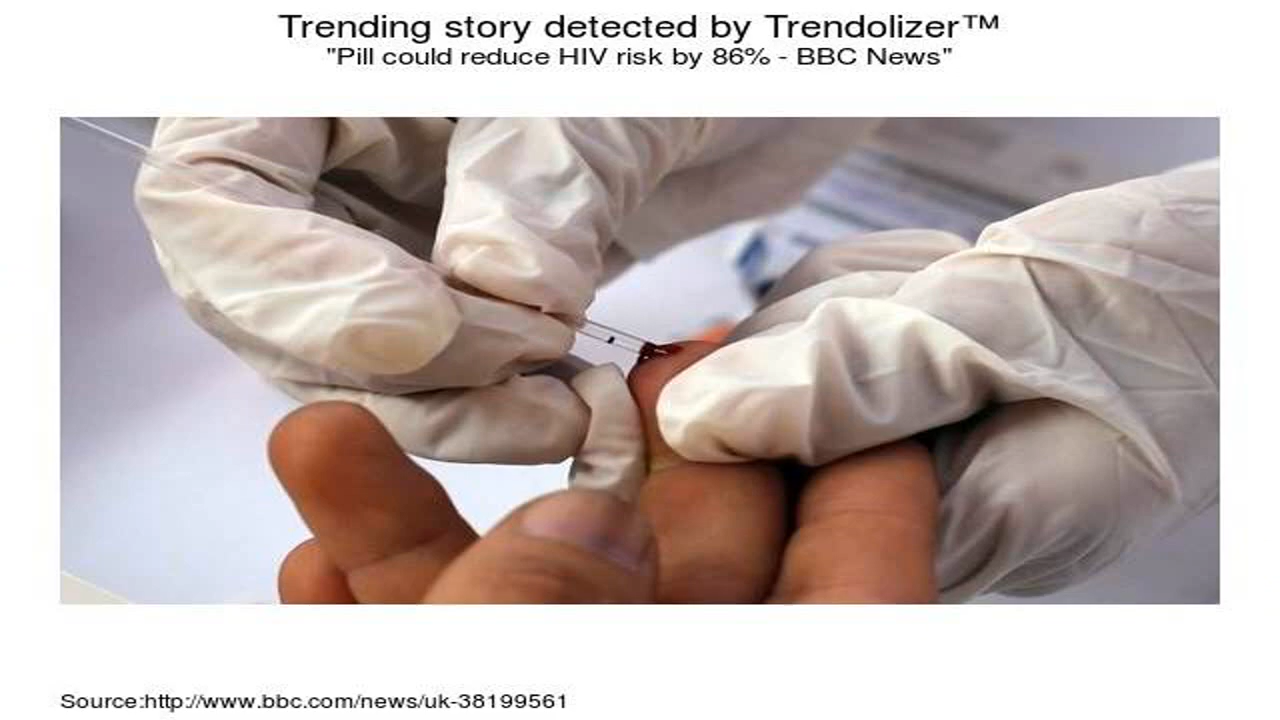 Trending story detected by Trendolizer™
"Pill could reduce HIV risk by 86% - BBC News"
Source:http://www.bbc.com/news/uk-38199561